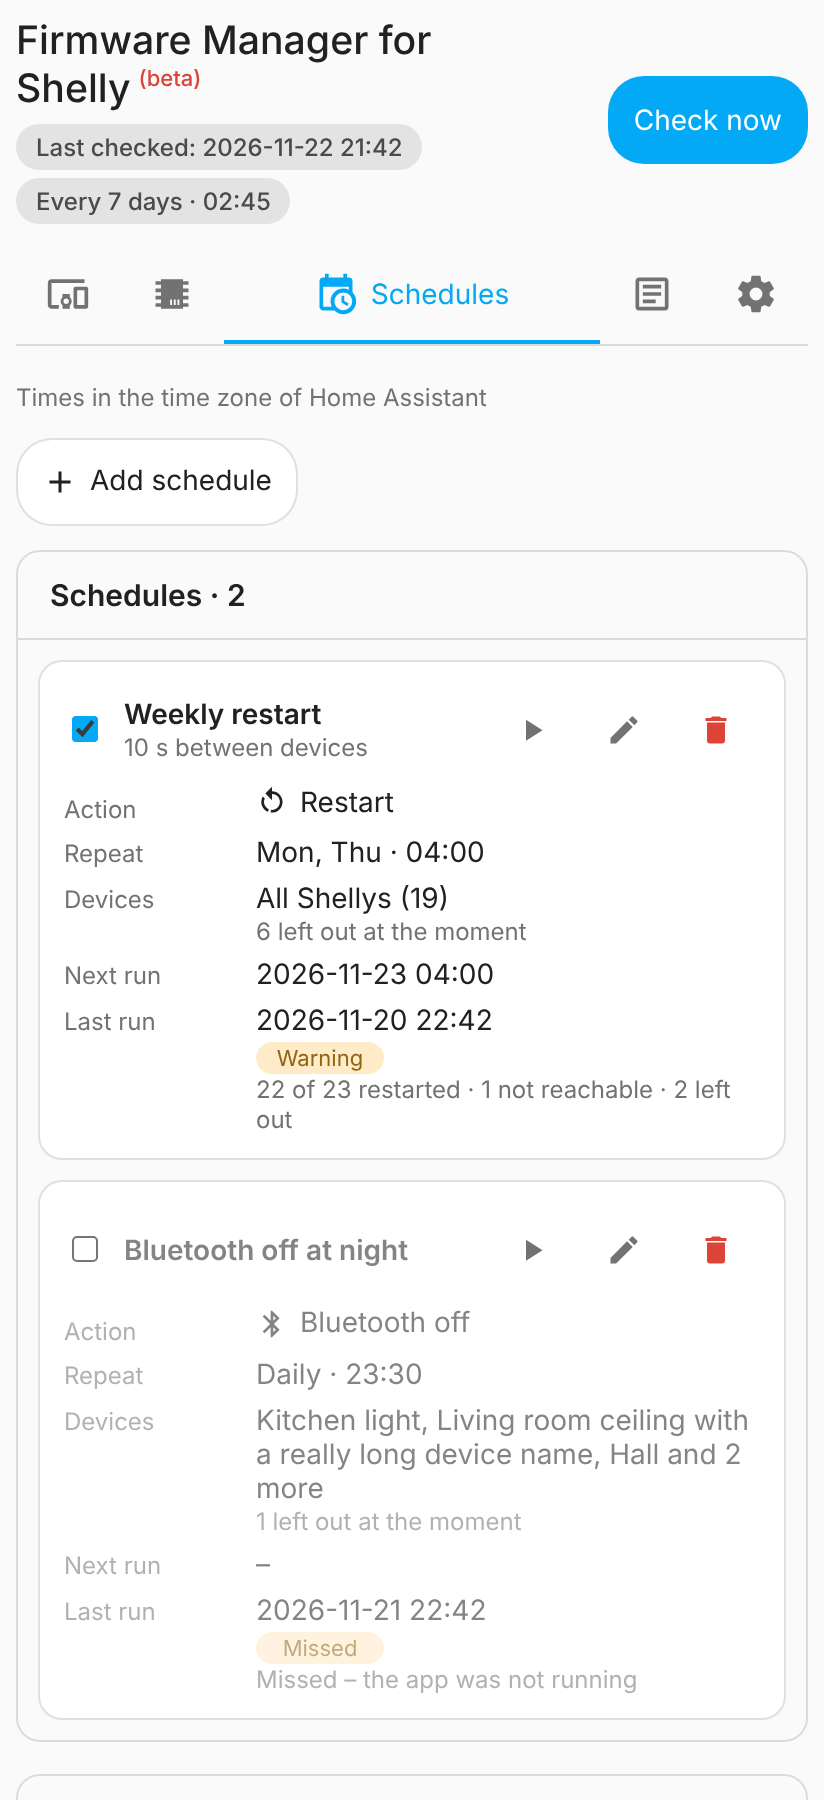 Firmware Manager for
Shelly (beta)
Check now
Last checked: 2026-11-22 21:42
Every 7 days · 02:45
Schedules
Times in the time zone of Home Assistant
+ Add schedule
Schedules · 2
Weekly restart
10 s between devices
Action Restart
Repeat Mon, Thu · 04:00
Devices All Shellys (19)
6 left out at the moment
Next run 2026-11-23 04:00
Last run 2026-11-20 22:42
Warning
22 of 23 restarted · 1 not reachable · 2 left
out
Bluetooth off at night
Action Bluetooth off
Repeat Daily · 23:30
Devices Kitchen light, Living room ceiling with
a really long device name, Hall and 2
more
1 left out at the moment
Next run –
Last run 2026-11-21 22:42
Missed
Missed – the app was not running